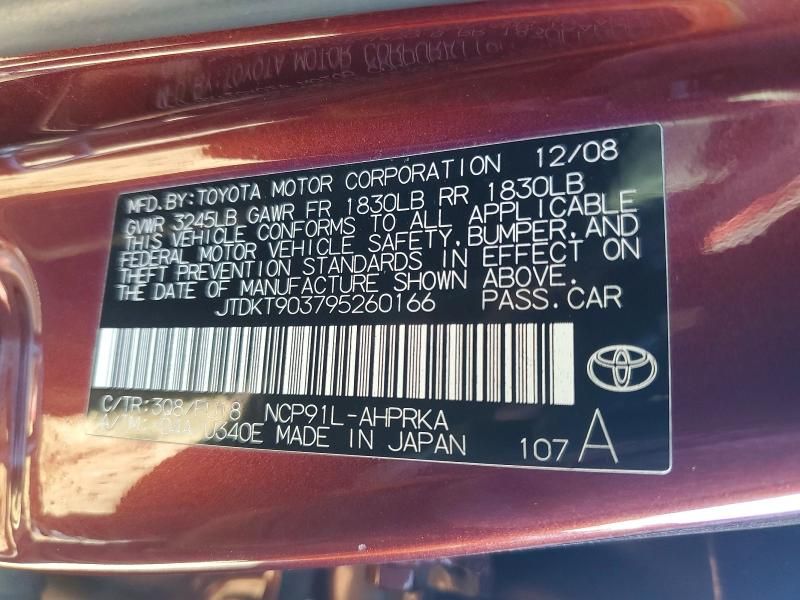 MFD.BY:TOYOTA MOTOR CORPORATION 12/08
GVWR 3245LB GAWR FR 1830LB RR 1830LB
THIS VEHICLE CONFORMS TO ALL APPLICABLE
FEDERAL MOTOR VEHICLE SAFETY, BUMPER, AND
THEFT PREVENTION STANDARDS IN EFFECT ON
THE DATE OF MANUFACTURE SHOWN ABOVE.
JTDKT903795260166 PASS.CAR
C/TR:3Q8/ NCP91L-AHPRKA
A/M: U340E MADE IN JAPAN
107 A